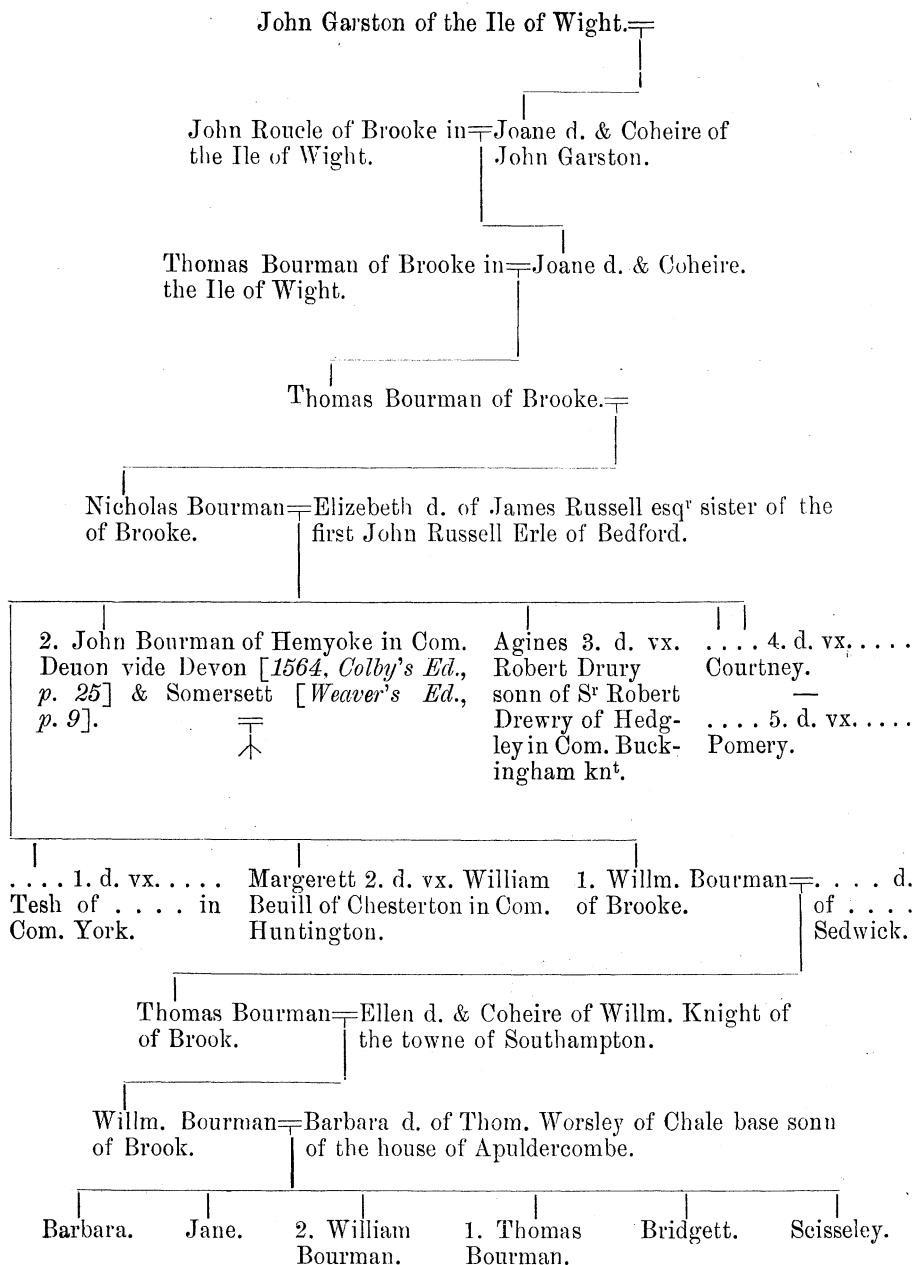 John Garston of the Ile of Wight.
John Roucle of Brooke in
the Ile of Wight.
Joane d. & Coheire of
John Garston.
Thomas Bourman of Brooke in
the Ile of Wight.
Joane d. & Coheire.
Thomas Bourman of Brooke.
Nicholas Bourman
of Brooke.
Elizebeth d. of James Russell esqʳ sister of the
first John Russell Erle of Bedford.
2. John Bourman of Hemyoke in Com.
Deuon vide Devon [1564, Colby's Ed.,
p. 25] & Somersett [Weaver's Ed.,
p. 9].
Agines 3. d. vx.
Robert Drury
sonn of Sʳ Robert
Drewry of Hedg-
ley in Com. Buck-
ingham knᵗ.
. . . . 4. d. vx. . . . .
Courtney.
—
. . . . 5. d. vx. . . . .
Pomery.
. . . . 1. d. vx. . . . .
Tesh of . . . . in
Com. York.
Margerett 2. d. vx. William
Beuill of Chesterton in Com.
Huntington.
1. Willm. Bourman
of Brooke.
. . . . d.
of . . . .
Sedwick.
Thomas Bourman
of Brook.
Ellen d. & Coheire of Willm. Knight of
the towne of Southampton.
Willm. Bourman
of Brook.
Barbara d. of Thom. Worsley of Chale base sonn
of the house of Apuldercombe.
Barbara.
Jane.
2. William
Bourman.
1. Thomas
Bourman.
Bridgett.
Scisseley.